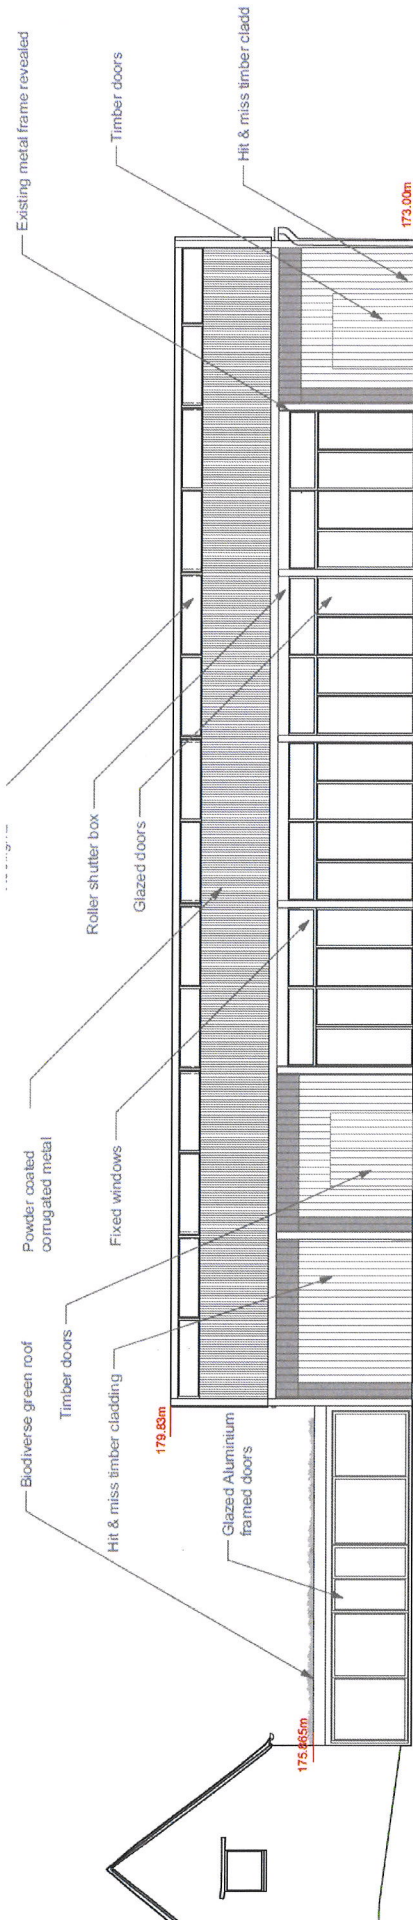 Existing metal frame revealed
Timber doors
Hit & miss timber cladd
173.00m
Roller shutter box
Glazed doors
Powder coated
corrugated metal
Fixed windows
Biodiverse green roof
Timber doors
Hit & miss timber cladding
179.83m
Glazed Aluminium
framed doors
175.865m